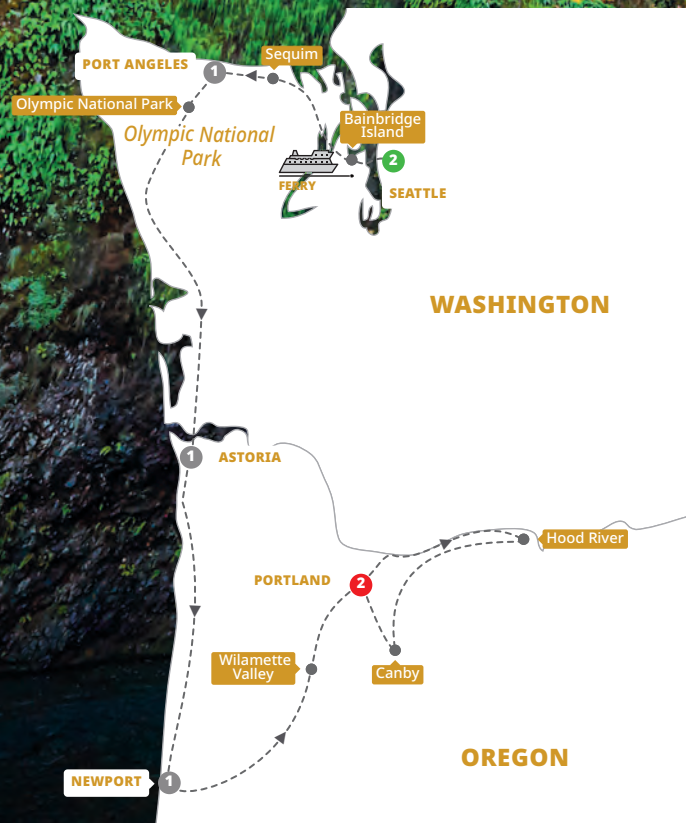 Sequim
PORT ANGELES
1
Olympic National Park
Bainbridge
Island
Olympic National
Park
2
FERRY
SEATTLE
WASHINGTON
1
ASTORIA
Hood River
PORTLAND
2
Wilamette
Valley
Canby
OREGON
NEWPORT
1